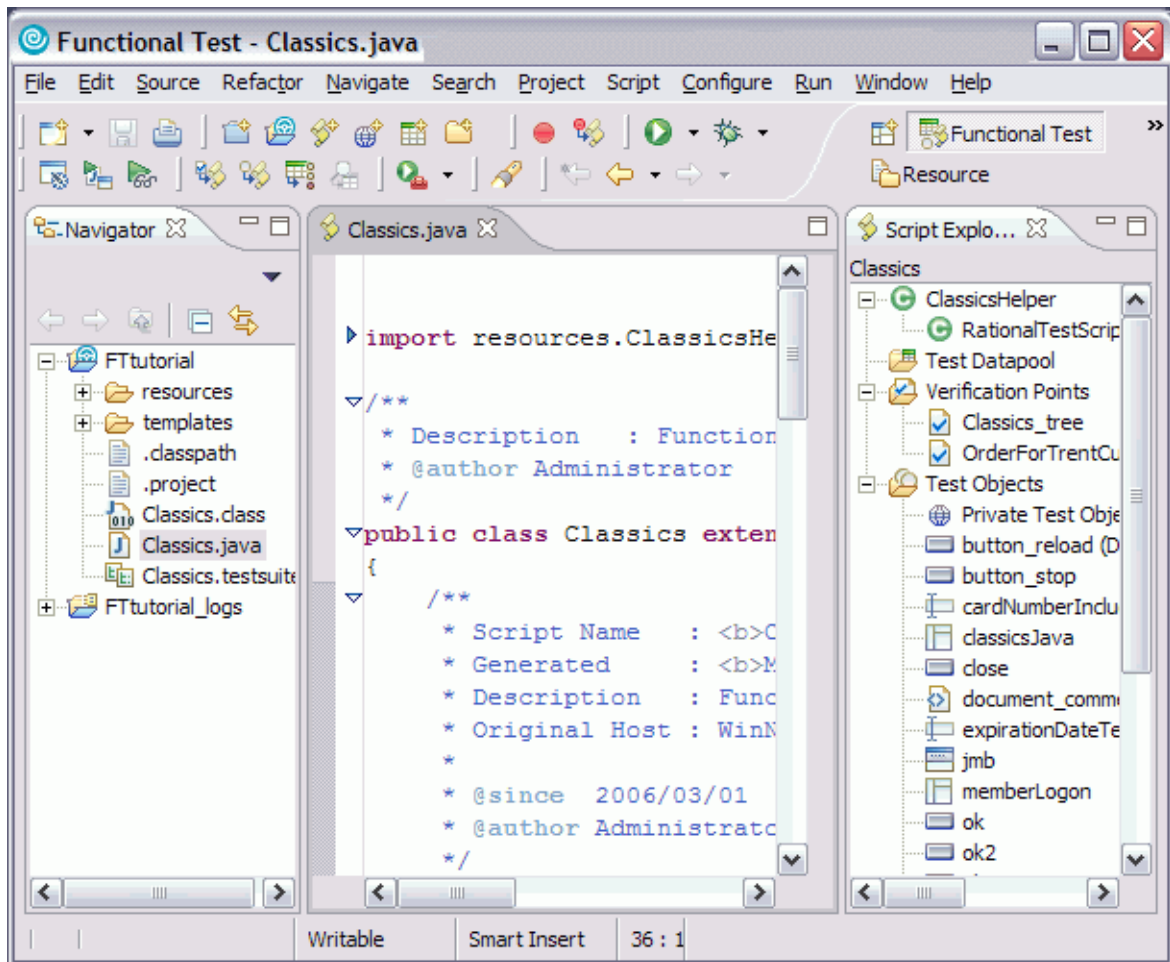 Functional Test - Classics.java
File Edit Source Refactor Navigate Search Project Script Configure Run Window Help
Functional Test
Resource
Navigator
FTtutorial
resources
templates
.classpath
.project
Classics.class
Classics.java
Classics.testsuite
FTtutorial_logs
Classics.java
import resources.ClassicsHe
/**
* Description : Function
* @author Administrator
*/
public class Classics exten
{
/**
* Script Name : <b>C
* Generated : <b>M
* Description : Func
* Original Host : WinN
*
* @since 2006/03/01
* @author Administrato
*/
Script Explo...
Classics
ClassicsHelper
RationalTestScrip
Test Datapool
Verification Points
Classics_tree
OrderForTrentCu
Test Objects
Private Test Obje
button_reload (D
button_stop
cardNumberInclu
classicsJava
close
document_comm
expirationDateTe
jmb
memberLogon
ok
ok2
Writable Smart Insert 36 : 1